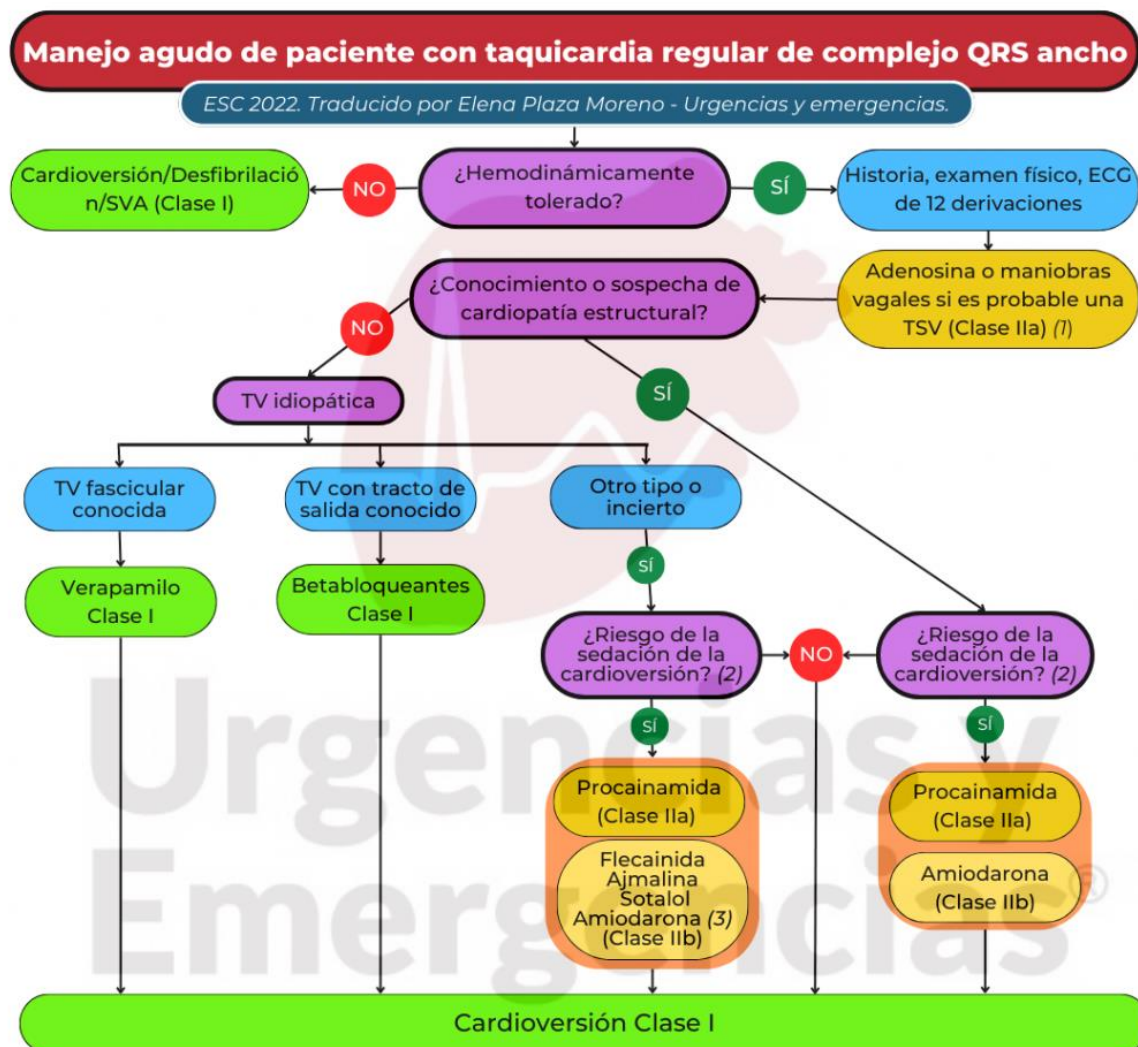 Manejo agudo de paciente con taquicardia regular de complejo QRS ancho
ESC 2022. Traducido por Elena Plaza Moreno - Urgencias y emergencias.
Cardioversión/Desfibrilació
n/SVA (Clase I)
NO
¿Hemodinámicamente
tolerado?
SÍ
Historia, examen físico, ECG
de 12 derivaciones
¿Conocimiento o sospecha de
cardiopatía estructural?
Adenosina o maniobras
vagales si es probable una
TSV (Clase IIa) (1)
NO
SÍ
TV idiopática
TV fascicular
conocida
TV con tracto de
salida conocido
Otro tipo o
incierto
SÍ
Verapamilo
Clase I
Betabloqueantes
Clase I
¿Riesgo de la
sedación de la
cardioversión? (2)
NO
¿Riesgo de la
sedación de la
cardioversión? (2)
SÍ
SÍ
Procainamida
(Clase IIa)
Flecainida
Ajmalina
Sotalol
Amiodarona (3)
(Clase IIb)
Procainamida
(Clase IIa)
Amiodarona
(Clase IIb)
Cardioversión Clase I
Urgencias y
Emergencias®